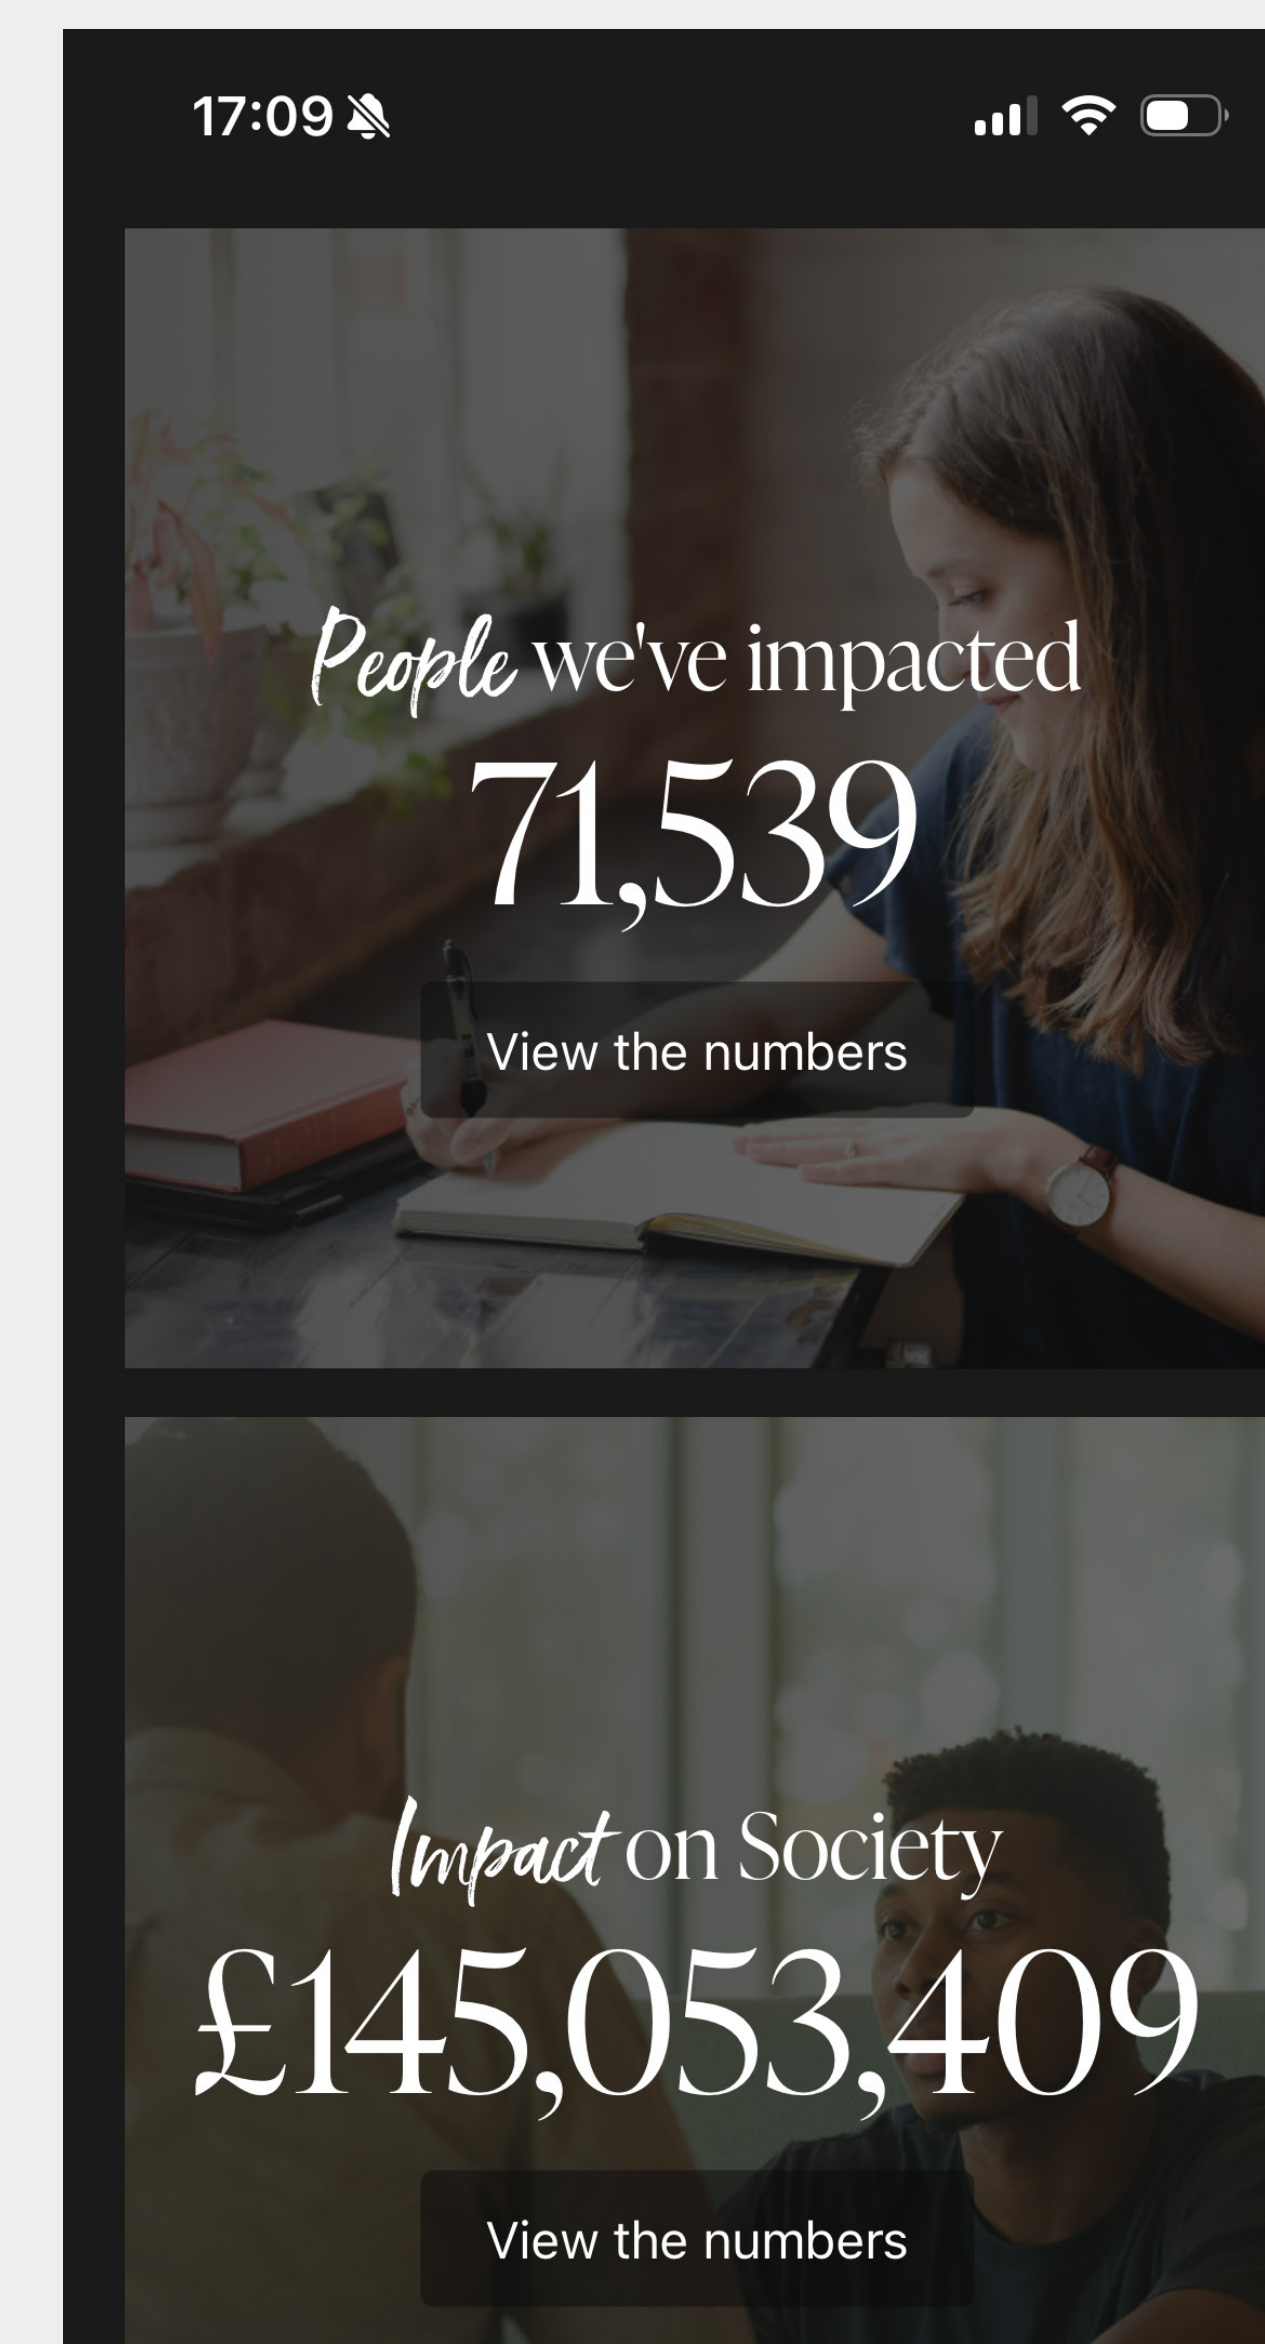 17:09
People we've impacted
71,539
View the numbers
Impact on Society
£145,053,409
View the numbers